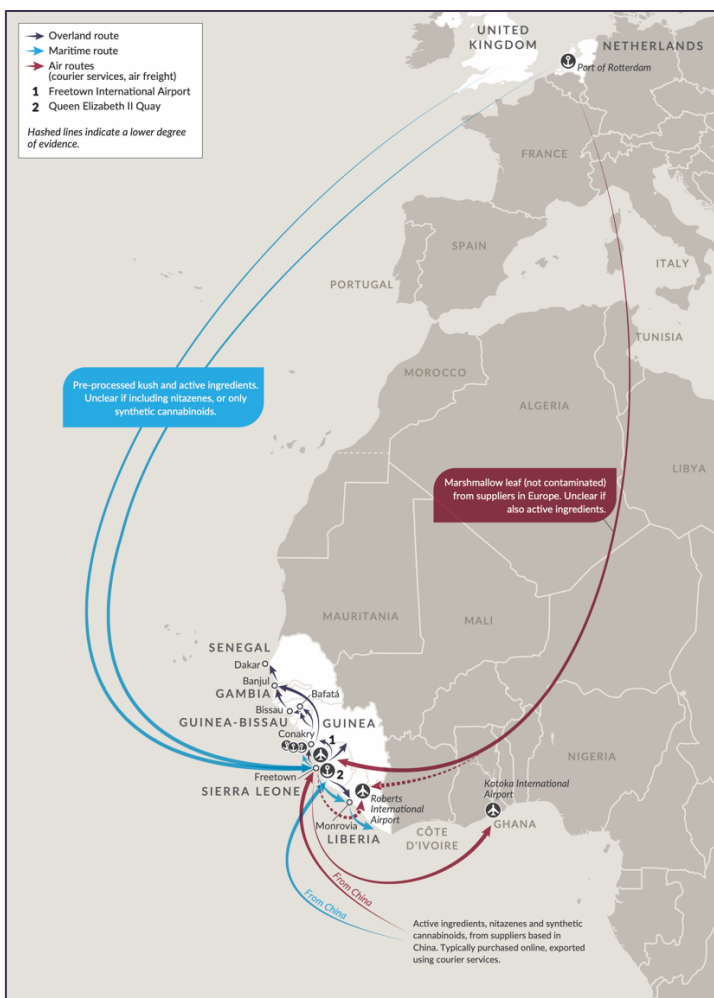 Overland route
Maritime route
Air routes
(courier services, air freight)
1 Freetown International Airport
2 Queen Elizabeth II Quay
Hashed lines indicate a lower degree
of evidence.
UNITED
KINGDOM
NETHERLANDS
Port of Rotterdam
FRANCE
SPAIN
PORTUGAL
ITALY
TUNISIA
MOROCCO
ALGERIA
LIBYA
Pre-processed kush and active ingredients.
Unclear if including nitazenes, or only
synthetic cannabinoids.
Marshmallow leaf (not contaminated)
from suppliers in Europe. Unclear if
also active ingredients.
MAURITANIA
MALI
SENEGAL
Dakar
Banjul
GAMBIA
Bafatá
Bissau
GUINEA-BISSAU
GUINEA
Conakry
1
2
Freetown
SIERRA LEONE
Roberts
International
Airport
Monrovia
LIBERIA
CÔTE
D'IVOIRE
Kotoka International
Airport
GHANA
NIGERIA
From China
From China
Active ingredients, nitazenes and synthetic
cannabinoids, from suppliers based in
China. Typically purchased online, exported
using courier services.